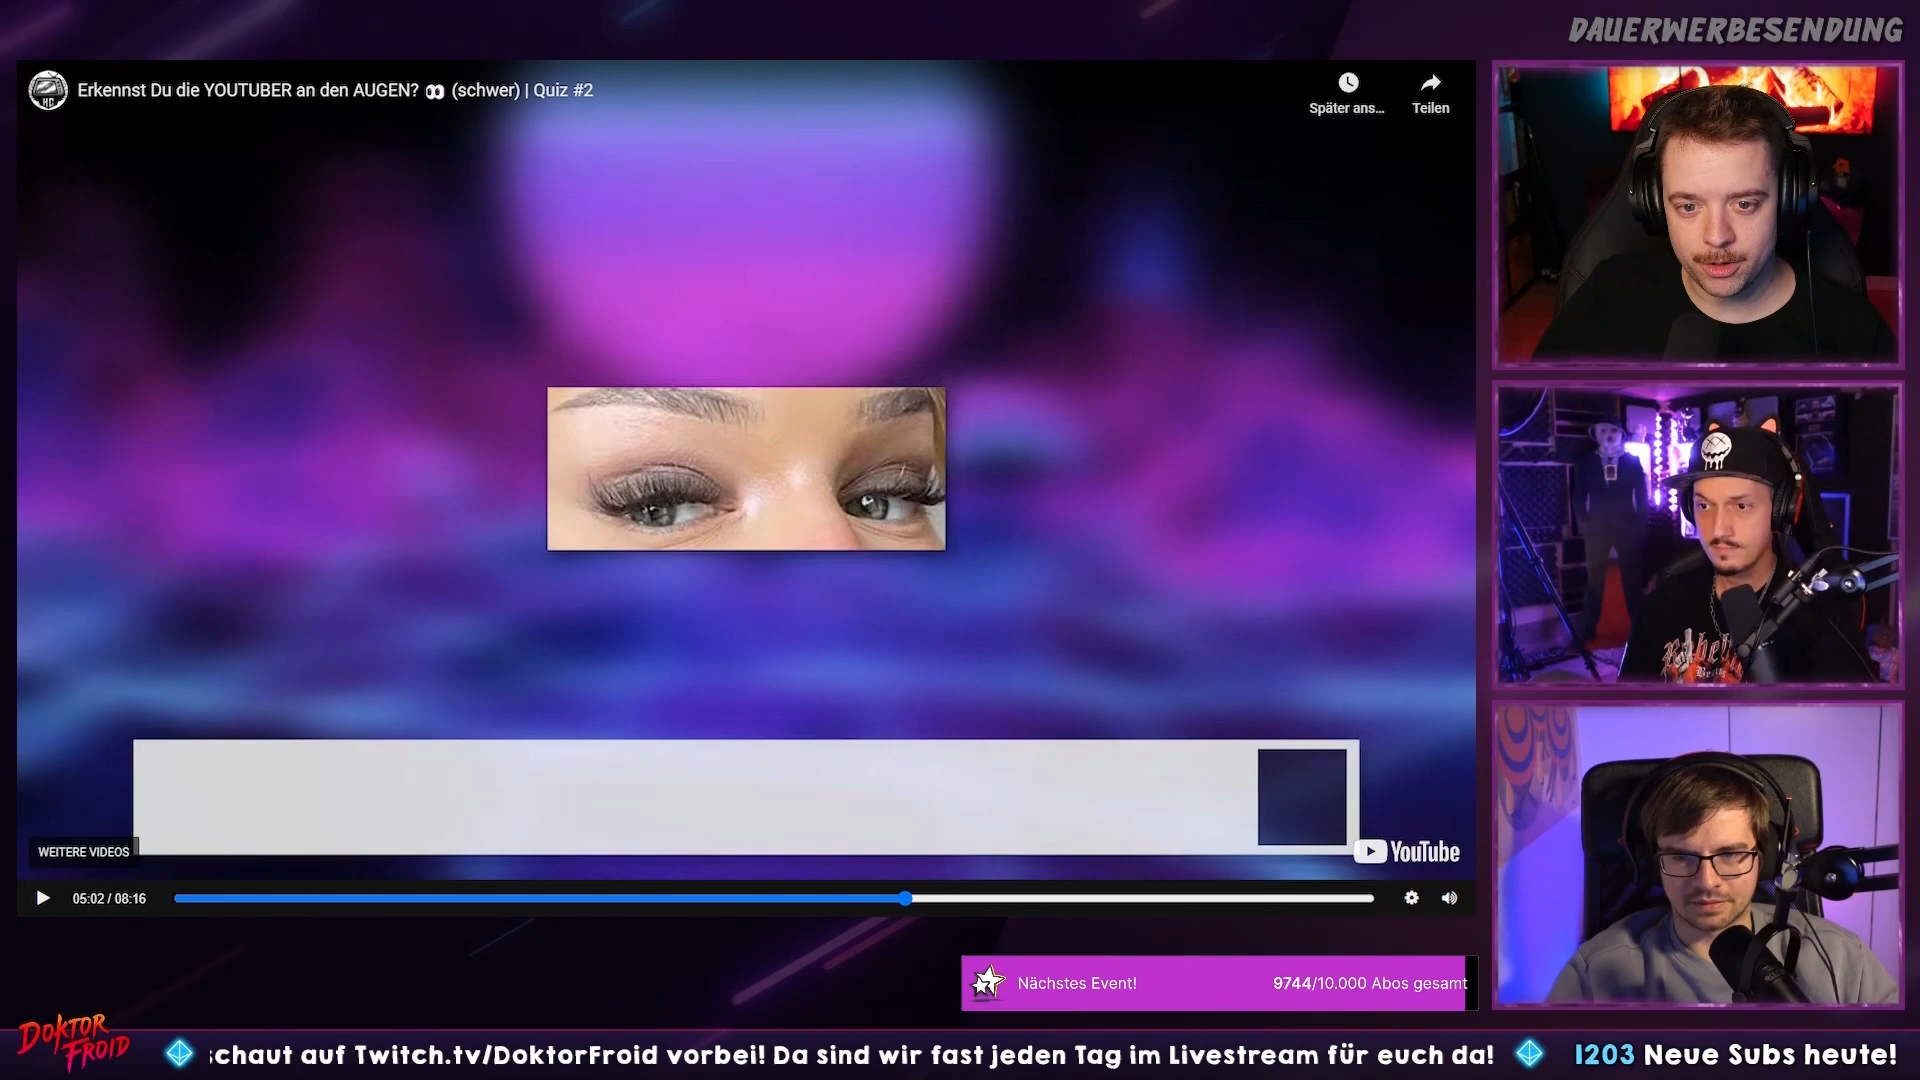 DAUERWERBESENDUNG
Erkennst Du die YOUTUBER an den AUGEN? 👀 (schwer) | Quiz #2
Später ans...
Teilen
WEITERE VIDEOS
YouTube
05:02 / 08:16
Nächstes Event!
9744/10.000 Abos gesamt
DOKTOR
FROID
schaut auf Twitch.tv/DoktorFroid vorbei! Da sind wir fast jeden Tag im Livestream für euch da!
1203 Neue Subs heute!